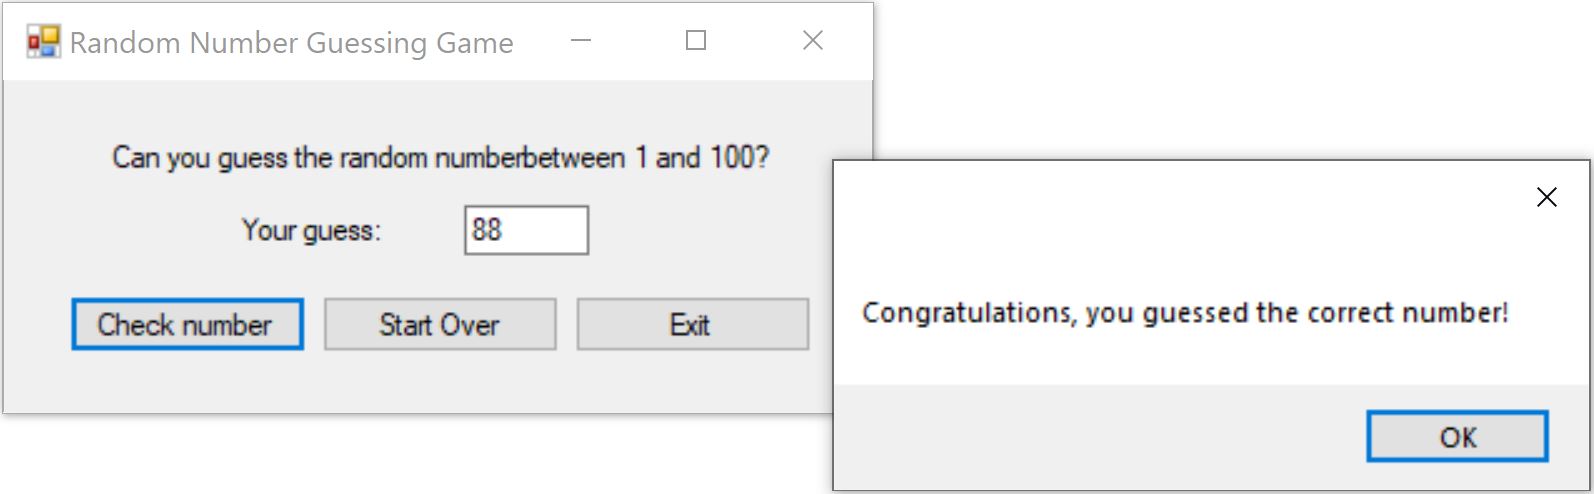 Random Number Guessing Game
Can you guess the random numberbetween 1 and 100?
Your guess: 88
Check number Start Over Exit
Congratulations, you guessed the correct number!
OK